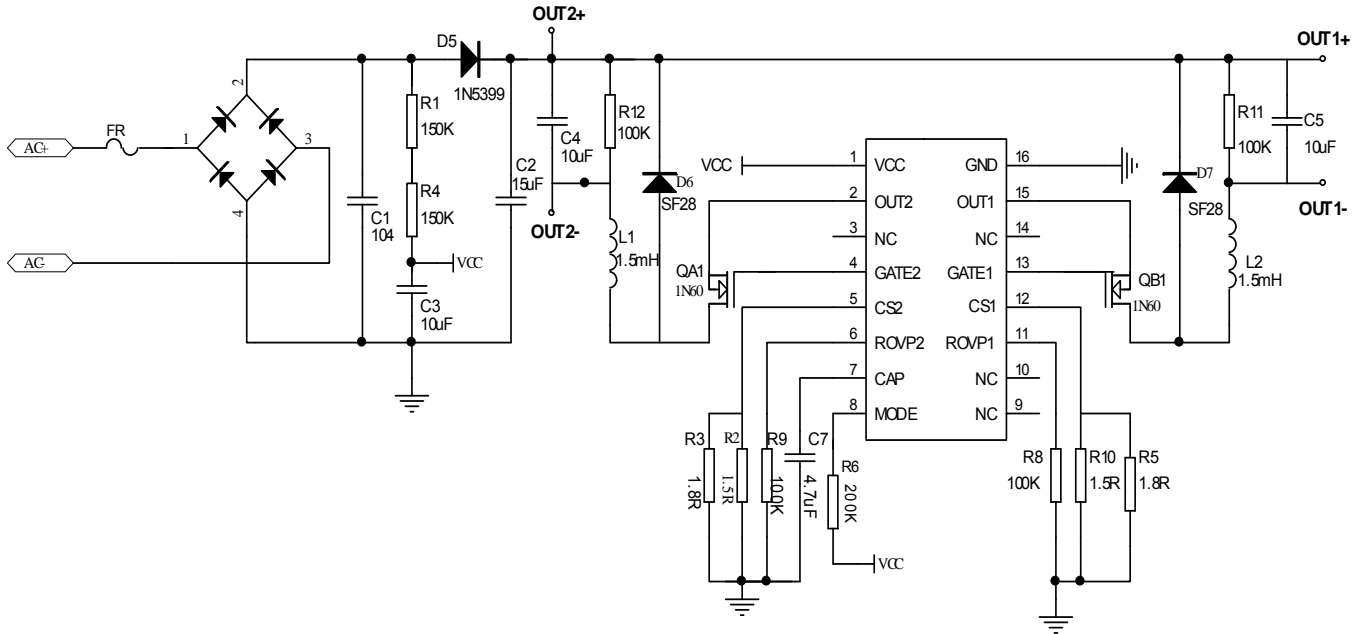 OUT2+
OUT1+
D5
1N5399
2
FR
AC+
1
3
4
AC-
R1
150K
R4
150K
C1
104
VCC
C3
10uF
C2
15uF
C4
10uF
OUT2-
R12
100K
L1
1.5mH
D6
SF28
QA1
1N60
VCC
1
VCC
GND
16
2
OUT2
OUT1
15
3
NC
NC
14
4
GATE2
GATE1
13
5
CS2
CS1
12
6
ROVP2
ROVP1
11
7
CAP
NC
10
8
MODE
NC
9
QB1
1N60
D7
SF28
R11
100K
C5
10uF
OUT1-
L2
1.5mH
R3
1.8R
R2
1.5R
R9
100K
C7
4.7uF
R6
200K
VCC
R8
100K
R10
1.5R
R5
1.8R